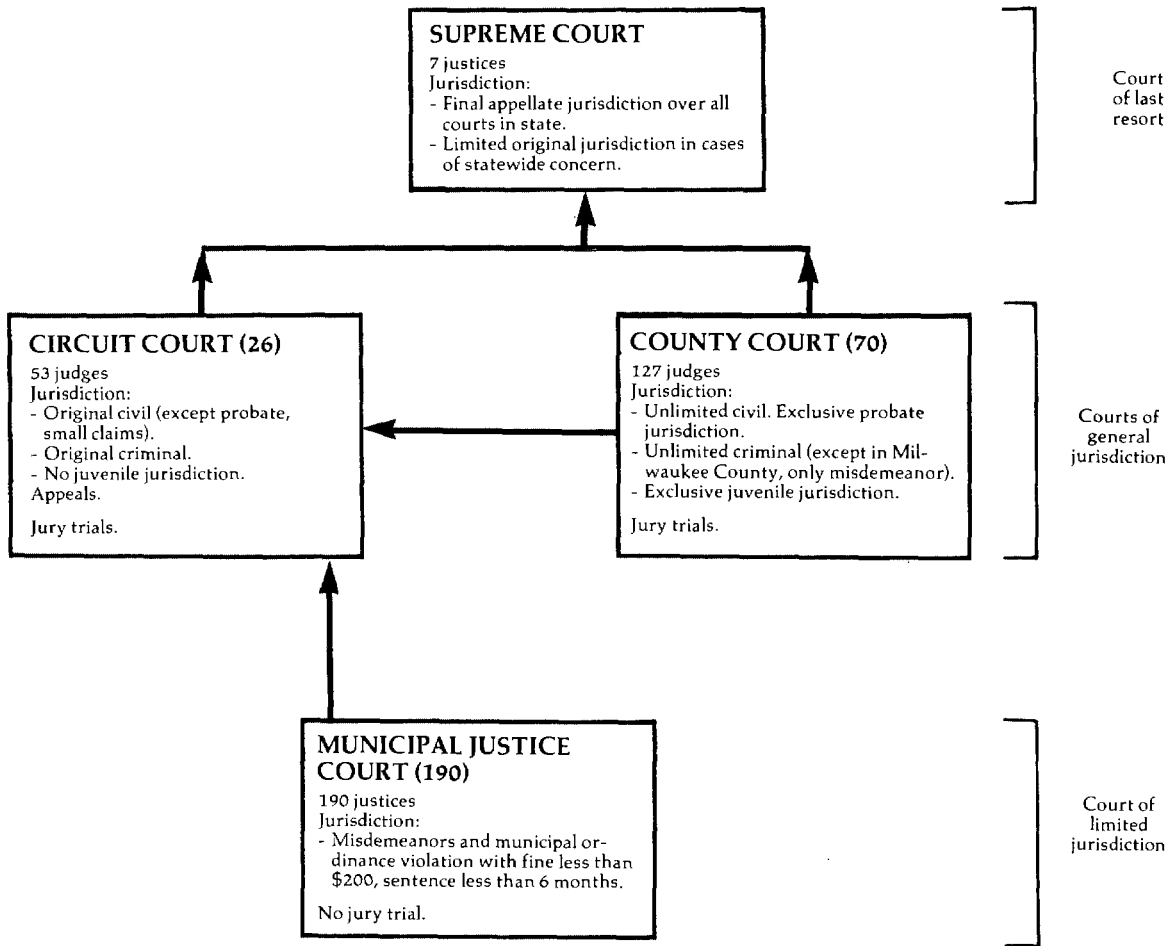 SUPREME COURT
7 justices
Jurisdiction:
- Final appellate jurisdiction over all
courts in state.
- Limited original jurisdiction in cases
of statewide concern.
Court
of last
resort
CIRCUIT COURT (26)
53 judges
Jurisdiction:
- Original civil (except probate,
small claims).
- Original criminal.
- No juvenile jurisdiction.
Appeals.
Jury trials.
COUNTY COURT (70)
127 judges
Jurisdiction:
- Unlimited civil. Exclusive probate
jurisdiction.
- Unlimited criminal (except in Mil-
waukee County, only misdemeanor).
- Exclusive juvenile jurisdiction.
Jury trials.
Courts of
general
jurisdiction
MUNICIPAL JUSTICE
COURT (190)
190 justices
Jurisdiction:
- Misdemeanors and municipal or-
dinance violation with fine less than
$200, sentence less than 6 months.
No jury trial.
Court of
limited
jurisdiction